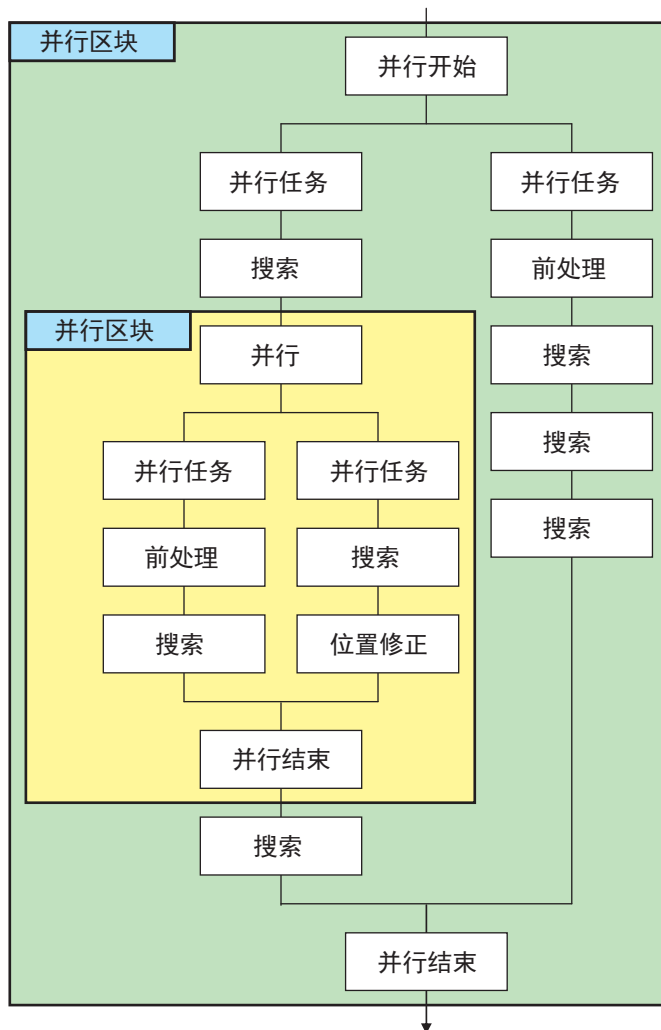 并行区块
并行开始
并行任务
并行任务
搜索
前处理
并行区块
并行
搜索
并行任务
并行任务
搜索
前处理
搜索
搜索
搜索
位置修正
并行结束
搜索
并行结束